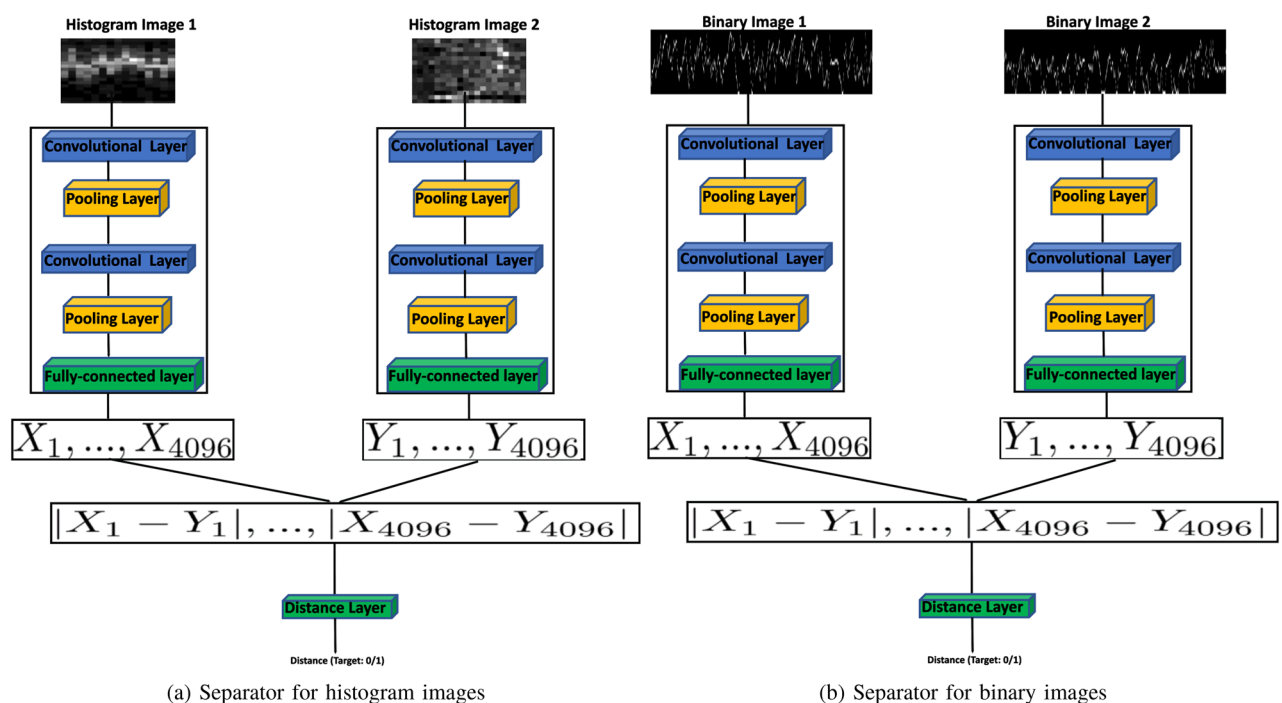 Histogram Image 1
Histogram Image 2
Convolutional Layer
Convolutional Layer
Pooling Layer
Pooling Layer
Convolutional Layer
Convolutional Layer
Pooling Layer
Pooling Layer
Fully-connected layer
Fully-connected layer
X₁, ..., X₄₀₉₆
Y₁, ..., Y₄₀₉₆
|X₁ − Y₁|, ..., |X₄₀₉₆ − Y₄₀₉₆|
Distance Layer
Distance (Target: 0/1)
(a) Separator for histogram images
Binary Image 1
Binary Image 2
Convolutional Layer
Convolutional Layer
Pooling Layer
Pooling Layer
Convolutional Layer
Convolutional Layer
Pooling Layer
Pooling Layer
Fully-connected layer
Fully-connected layer
X₁, ..., X₄₀₉₆
Y₁, ..., Y₄₀₉₆
|X₁ − Y₁|, ..., |X₄₀₉₆ − Y₄₀₉₆|
Distance Layer
Distance (Target: 0/1)
(b) Separator for binary images